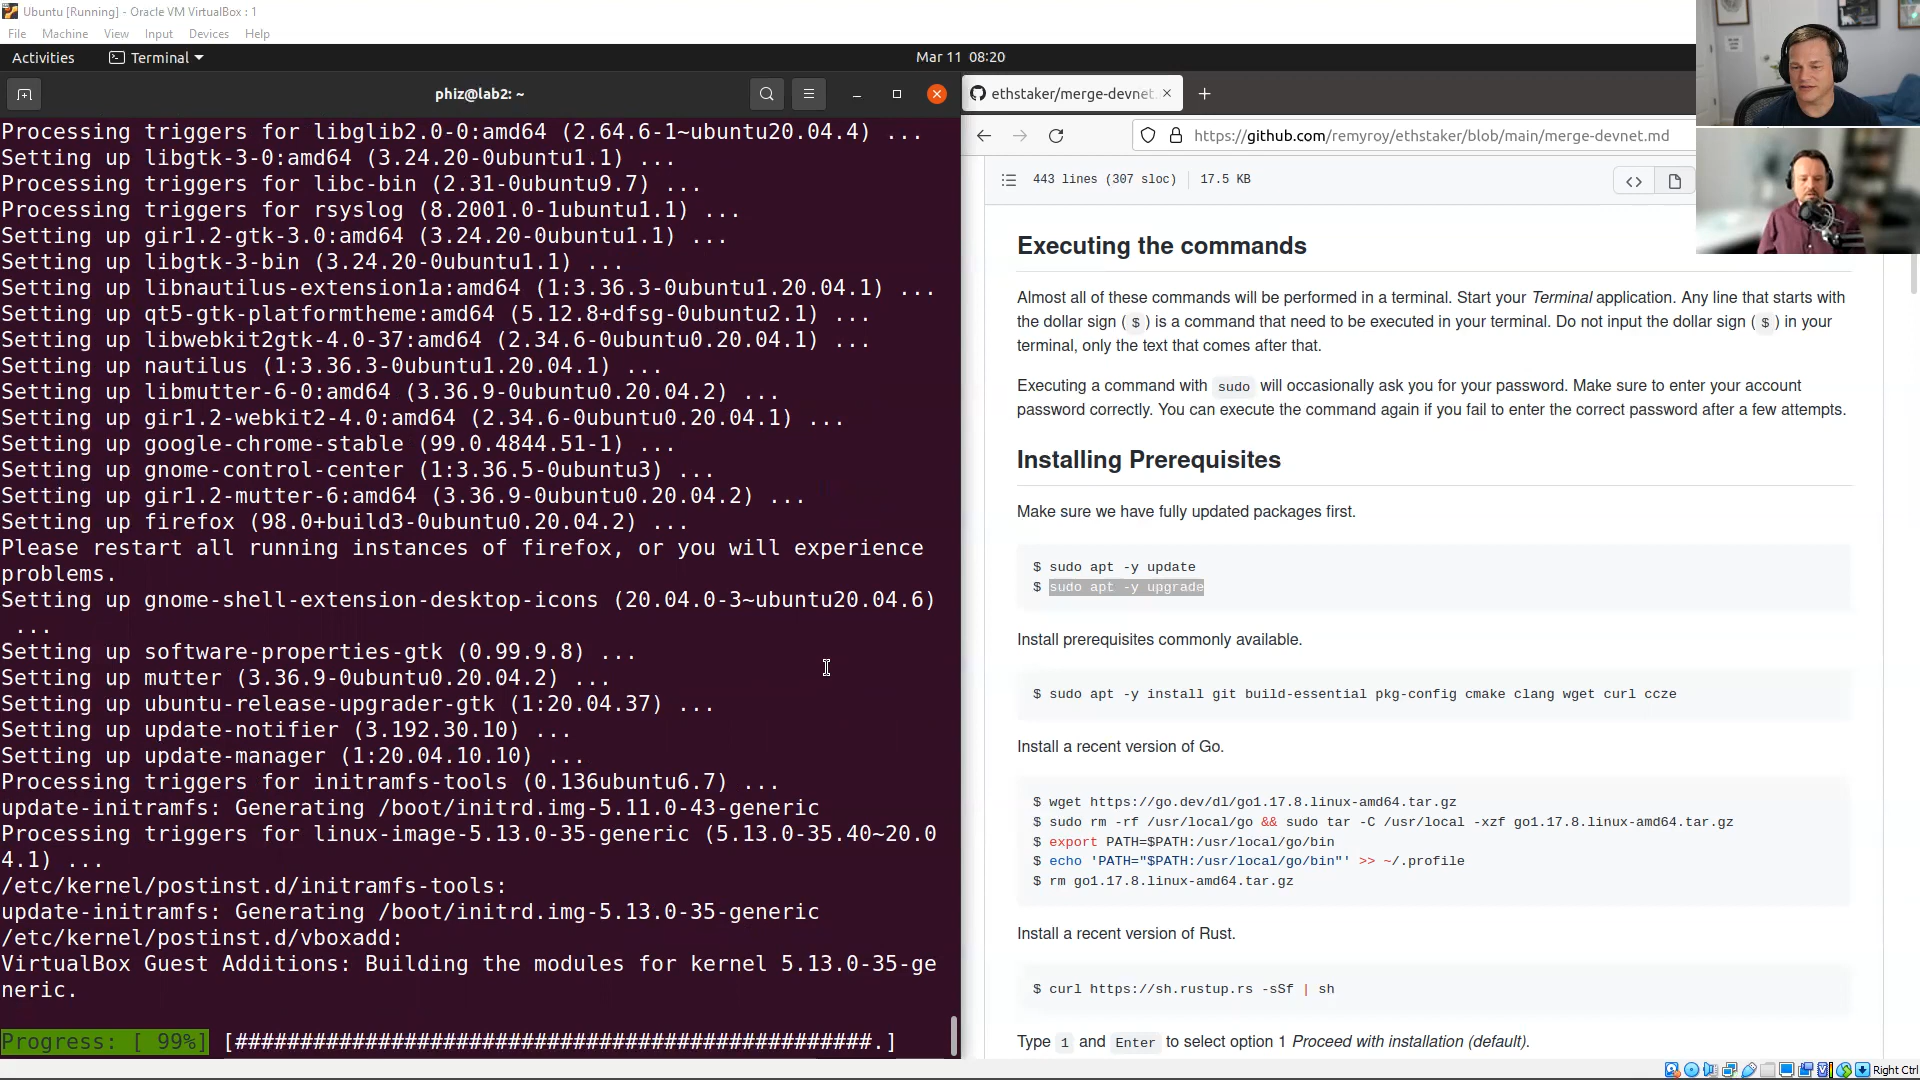 Ubuntu [Running] - Oracle VM VirtualBox : 1
File Machine View Input Devices Help
Activities Terminal Mar 11 08:20
phiz@lab2: ~
ethstaker/merge-devnet.
https://github.com/remyroy/ethstaker/blob/main/merge-devnet.md
Processing triggers for libglib2.0-0:amd64 (2.64.6-1~ubuntu20.04.4) ...
Setting up libgtk-3-0:amd64 (3.24.20-0ubuntu1.1) ...
Processing triggers for libc-bin (2.31-0ubuntu9.7) ...
Processing triggers for rsyslog (8.2001.0-1ubuntu1.1) ...
Setting up gir1.2-gtk-3.0:amd64 (3.24.20-0ubuntu1.1) ...
Setting up libgtk-3-bin (3.24.20-0ubuntu1.1) ...
Setting up libnautilus-extension1a:amd64 (1:3.36.3-0ubuntu1.20.04.1) ...
Setting up qt5-gtk-platformtheme:amd64 (5.12.8+dfsg-0ubuntu2.1) ...
Setting up libwebkit2gtk-4.0-37:amd64 (2.34.6-0ubuntu0.20.04.1) ...
Setting up nautilus (1:3.36.3-0ubuntu1.20.04.1) ...
Setting up libmutter-6-0:amd64 (3.36.9-0ubuntu0.20.04.2) ...
Setting up gir1.2-webkit2-4.0:amd64 (2.34.6-0ubuntu0.20.04.1) ...
Setting up google-chrome-stable (99.0.4844.51-1) ...
Setting up gnome-control-center (1:3.36.5-0ubuntu3) ...
Setting up gir1.2-mutter-6:amd64 (3.36.9-0ubuntu0.20.04.2) ...
Setting up firefox (98.0+build3-0ubuntu0.20.04.2) ...
Please restart all running instances of firefox, or you will experience
problems.
Setting up gnome-shell-extension-desktop-icons (20.04.0-3~ubuntu20.04.6)
...
Setting up software-properties-gtk (0.99.9.8) ...
Setting up mutter (3.36.9-0ubuntu0.20.04.2) ...
Setting up ubuntu-release-upgrader-gtk (1:20.04.37) ...
Setting up update-notifier (3.192.30.10) ...
Setting up update-manager (1:20.04.10.10) ...
Processing triggers for initramfs-tools (0.136ubuntu6.7) ...
update-initramfs: Generating /boot/initrd.img-5.11.0-43-generic
Processing triggers for linux-image-5.13.0-35-generic (5.13.0-35.40~20.0
4.1) ...
/etc/kernel/postinst.d/initramfs-tools:
update-initramfs: Generating /boot/initrd.img-5.13.0-35-generic
/etc/kernel/postinst.d/vboxadd:
VirtualBox Guest Additions: Building the modules for kernel 5.13.0-35-ge
neric.
Progress: [ 99%] [#################################################.]
443 lines (307 sloc) 17.5 KB
Executing the commands
Almost all of these commands will be performed in a terminal. Start your Terminal application. Any line that starts with
the dollar sign ( $ ) is a command that need to be executed in your terminal. Do not input the dollar sign ( $ ) in your
terminal, only the text that comes after that.
Executing a command with sudo will occasionally ask you for your password. Make sure to enter your account
password correctly. You can execute the command again if you fail to enter the correct password after a few attempts.
Installing Prerequisites
Make sure we have fully updated packages first.
$ sudo apt -y update
$ sudo apt -y upgrade
Install prerequisites commonly available.
$ sudo apt -y install git build-essential pkg-config cmake clang wget curl ccze
Install a recent version of Go.
$ wget https://go.dev/dl/go1.17.8.linux-amd64.tar.gz
$ sudo rm -rf /usr/local/go && sudo tar -C /usr/local -xzf go1.17.8.linux-amd64.tar.gz
$ export PATH=$PATH:/usr/local/go/bin
$ echo 'PATH="$PATH:/usr/local/go/bin"' >> ~/.profile
$ rm go1.17.8.linux-amd64.tar.gz
Install a recent version of Rust.
$ curl https://sh.rustup.rs -sSf | sh
Type 1 and Enter to select option 1 Proceed with installation (default).
Right Ctrl